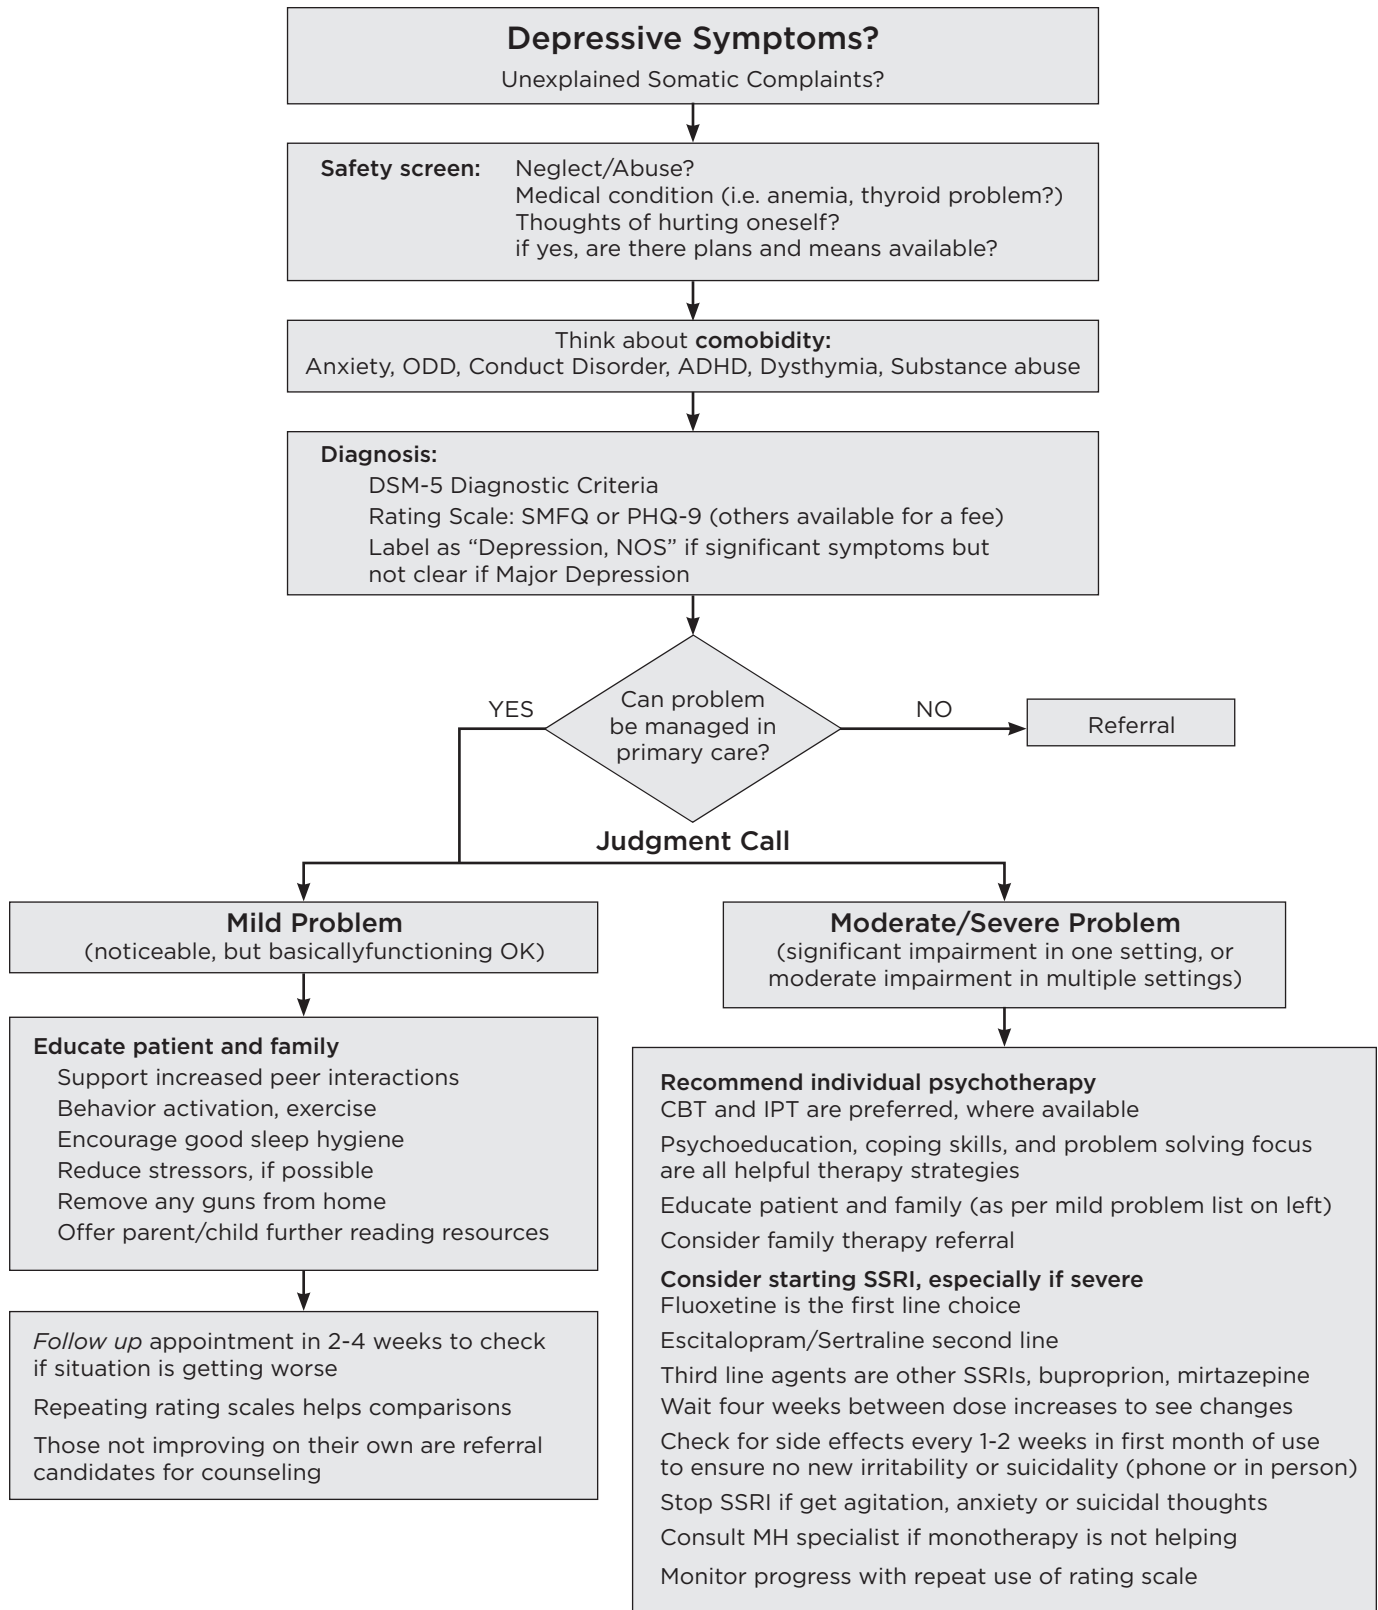 Depressive Symptoms?
Unexplained Somatic Complaints?
Safety screen: Neglect/Abuse?
Medical condition (i.e. anemia, thyroid problem?)
Thoughts of hurting oneself?
if yes, are there plans and means available?
Think about comobidity:
Anxiety, ODD, Conduct Disorder, ADHD, Dysthymia, Substance abuse
Diagnosis:
DSM-5 Diagnostic Criteria
Rating Scale: SMFQ or PHQ-9 (others available for a fee)
Label as “Depression, NOS” if significant symptoms but
not clear if Major Depression
YES
Can problem
be managed in
primary care?
NO
Referral
Judgment Call
Mild Problem
(noticeable, but basicallyfunctioning OK)
Educate patient and family
Support increased peer interactions
Behavior activation, exercise
Encourage good sleep hygiene
Reduce stressors, if possible
Remove any guns from home
Offer parent/child further reading resources
Follow up appointment in 2-4 weeks to check
if situation is getting worse
Repeating rating scales helps comparisons
Those not improving on their own are referral
candidates for counseling
Moderate/Severe Problem
(significant impairment in one setting, or
moderate impairment in multiple settings)
Recommend individual psychotherapy
CBT and IPT are preferred, where available
Psychoeducation, coping skills, and problem solving focus
are all helpful therapy strategies
Educate patient and family (as per mild problem list on left)
Consider family therapy referral
Consider starting SSRI, especially if severe
Fluoxetine is the first line choice
Escitalopram/Sertraline second line
Third line agents are other SSRIs, buproprion, mirtazepine
Wait four weeks between dose increases to see changes
Check for side effects every 1-2 weeks in first month of use
to ensure no new irritability or suicidality (phone or in person)
Stop SSRI if get agitation, anxiety or suicidal thoughts
Consult MH specialist if monotherapy is not helping
Monitor progress with repeat use of rating scale